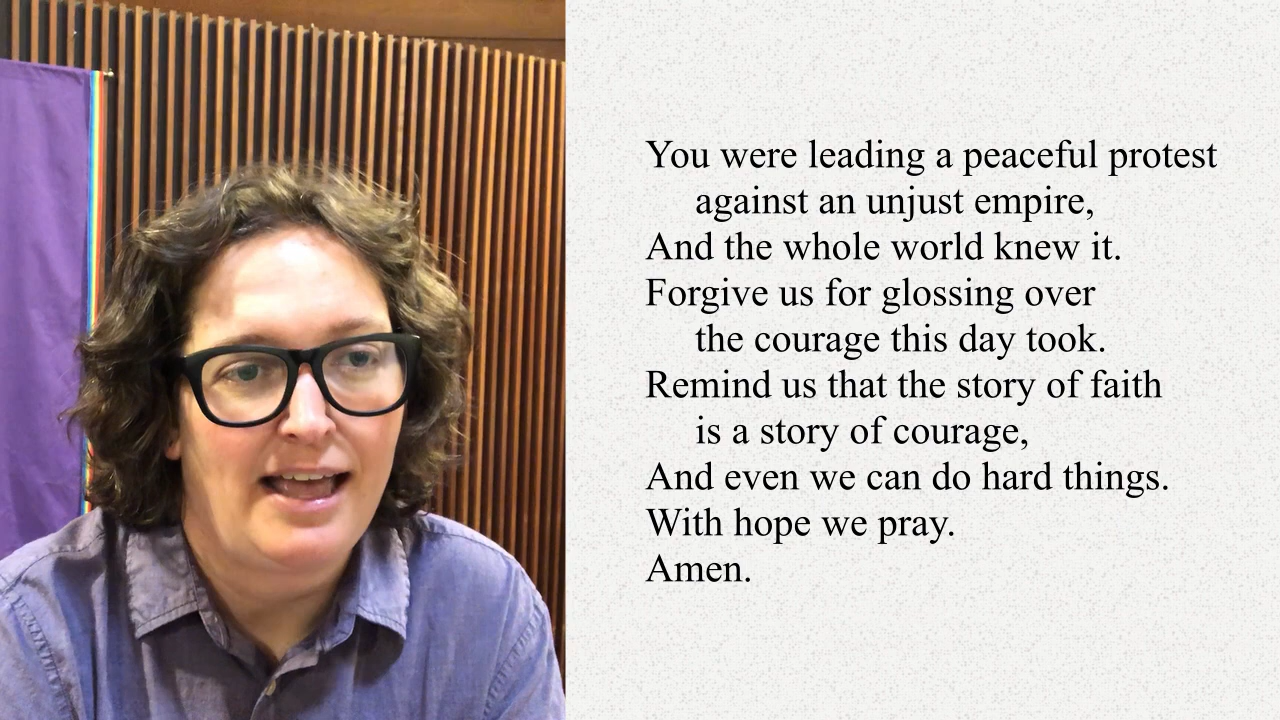 You were leading a peaceful protest
against an unjust empire,
And the whole world knew it.
Forgive us for glossing over
the courage this day took.
Remind us that the story of faith
is a story of courage,
And even we can do hard things.
With hope we pray.
Amen.